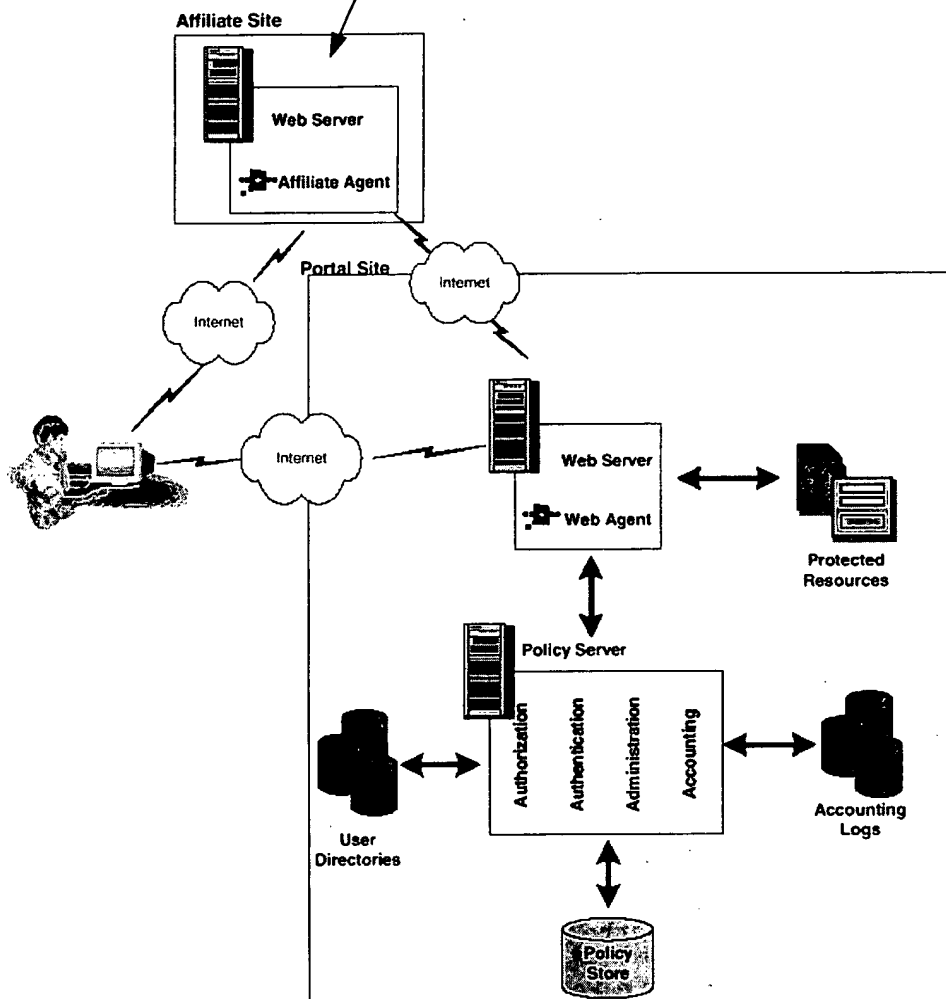 Affiliate Site
Web Server
Affiliate Agent
Portal Site
Internet
Internet
Internet
Web Server
Web Agent
Protected
Resources
Policy Server
Authorization
Authentication
Administration
Accounting
User
Directories
Accounting
Logs
Policy
Store